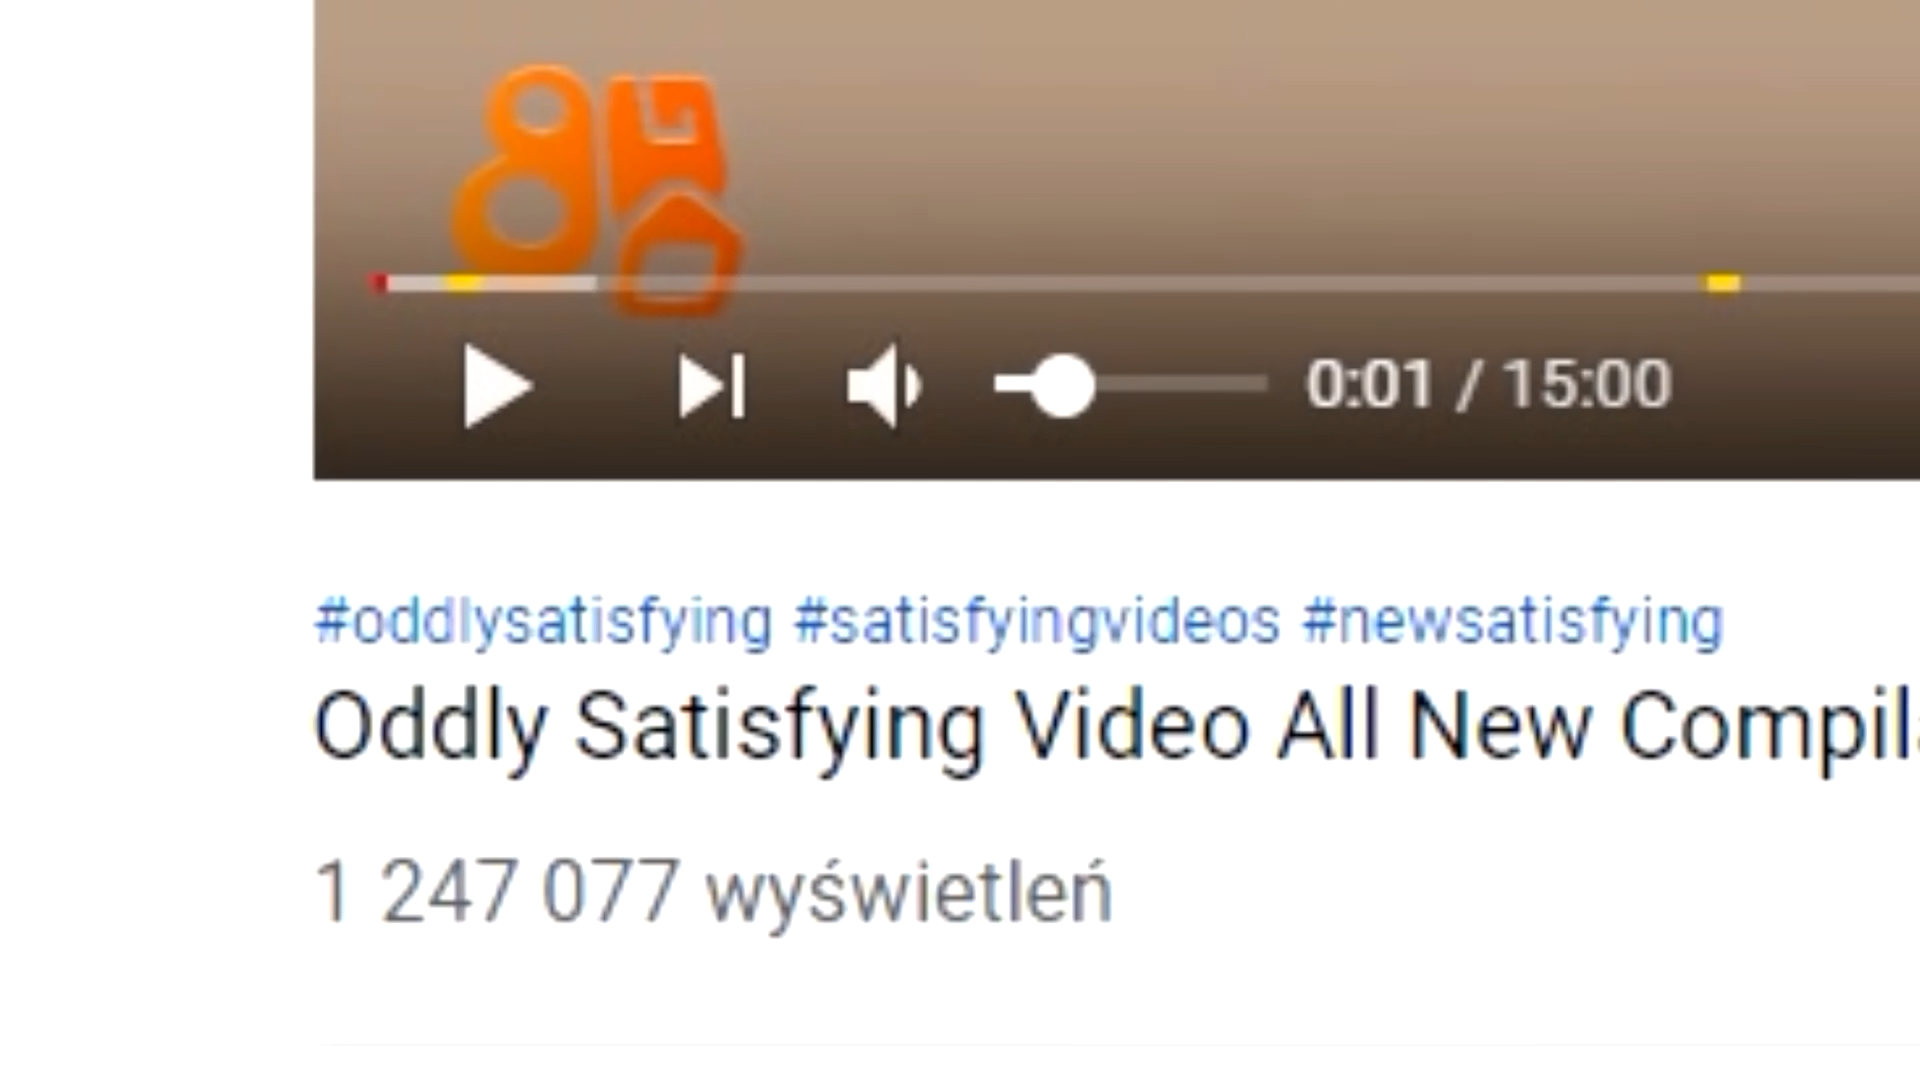 0:01 / 15:00
#oddlysatisfying #satisfyingvideos #newsatisfying
Oddly Satisfying Video All New Compil
1 247 077 wyświetleń